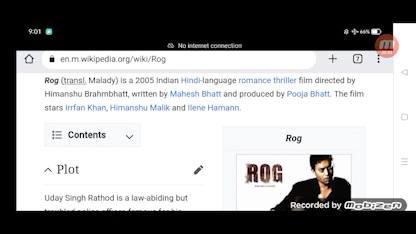 9:01
66%
No internet connection
en.m.wikipedia.org/wiki/Rog
7
Rog (transl. Malady) is a 2005 Indian Hindi-language romance thriller film directed by
Himanshu Brahmbhatt, written by Mahesh Bhatt and produced by Pooja Bhatt. The film
stars Irrfan Khan, Himanshu Malik and Ilene Hamann.
Contents
Rog
Plot
ROG
Uday Singh Rathod is a law-abiding but
Recorded by mobizen